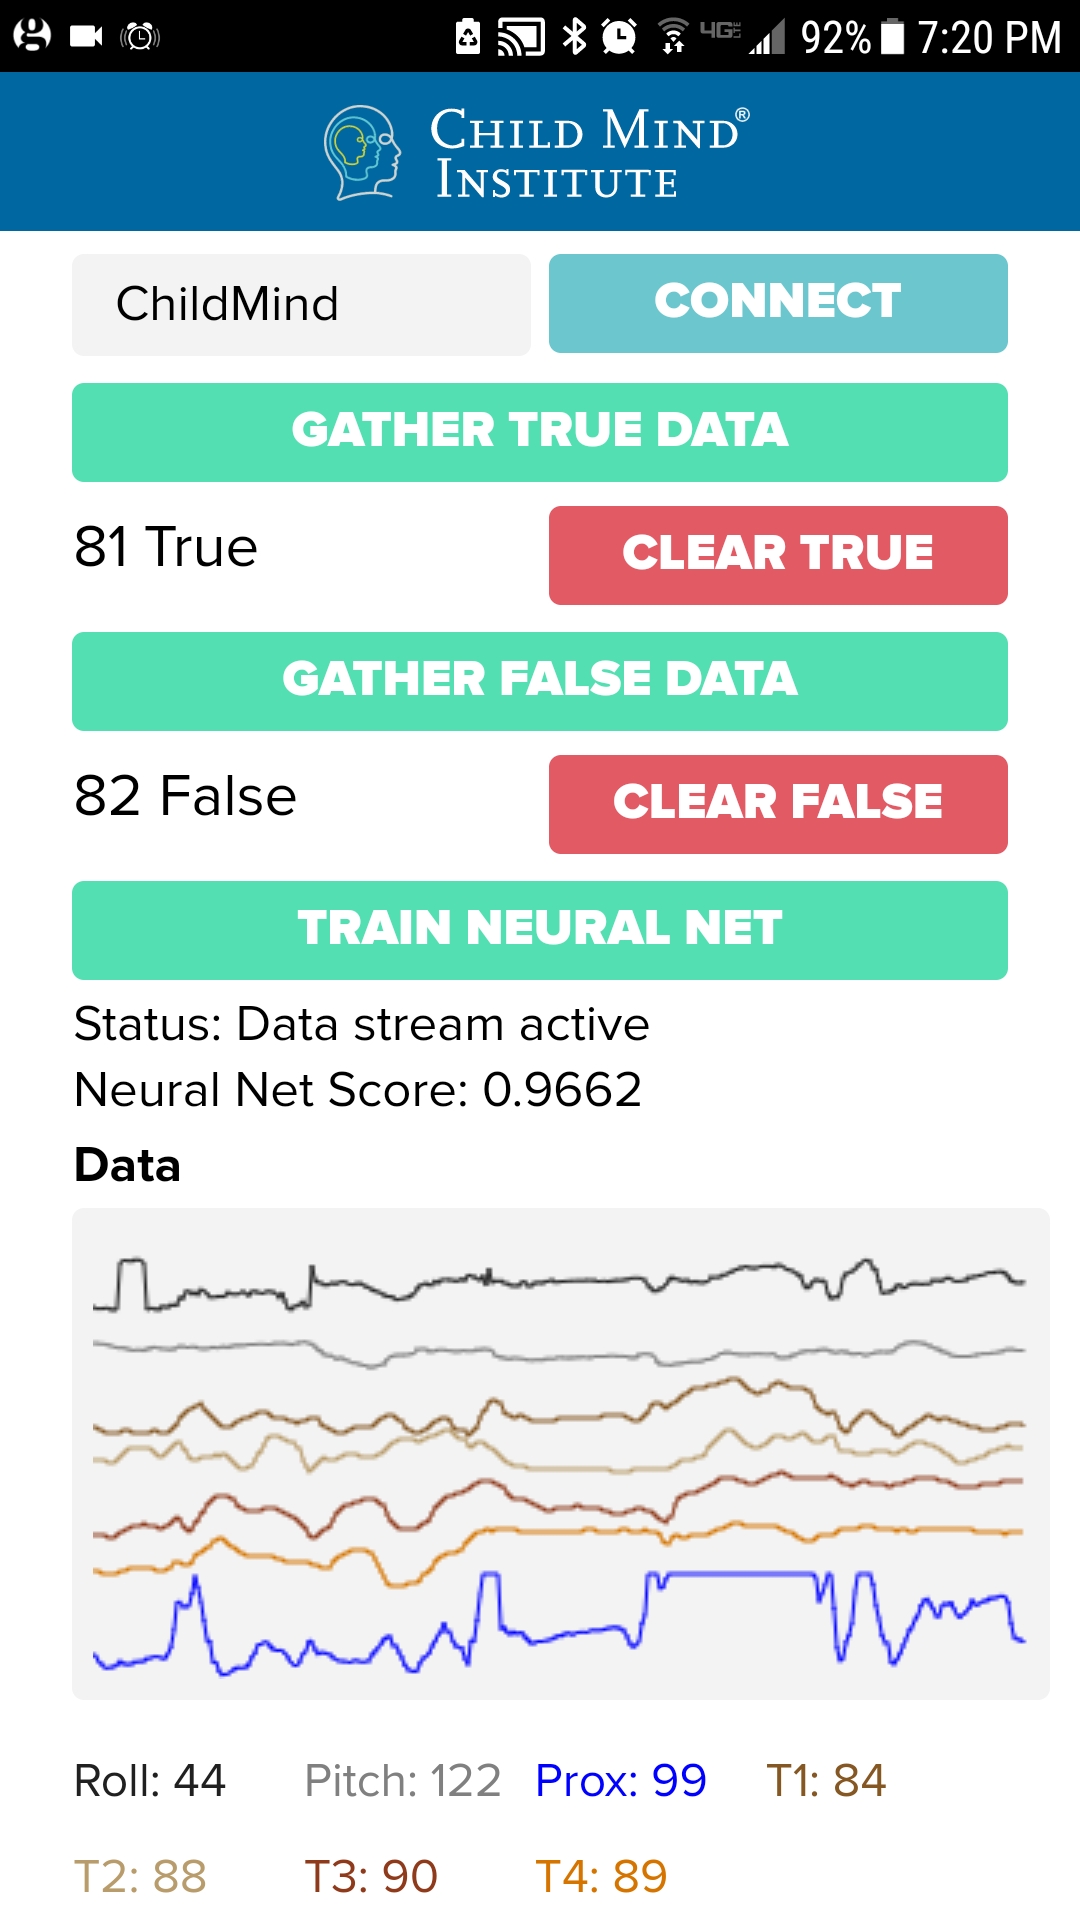 4G LTE 92% 7:20 PM
CHILD MIND®
INSTITUTE
ChildMind
CONNECT
GATHER TRUE DATA
81 True
CLEAR TRUE
GATHER FALSE DATA
82 False
CLEAR FALSE
TRAIN NEURAL NET
Status: Data stream active
Neural Net Score: 0.9662
Data
Roll: 44 Pitch: 122 Prox: 99 T1: 84
T2: 88 T3: 90 T4: 89